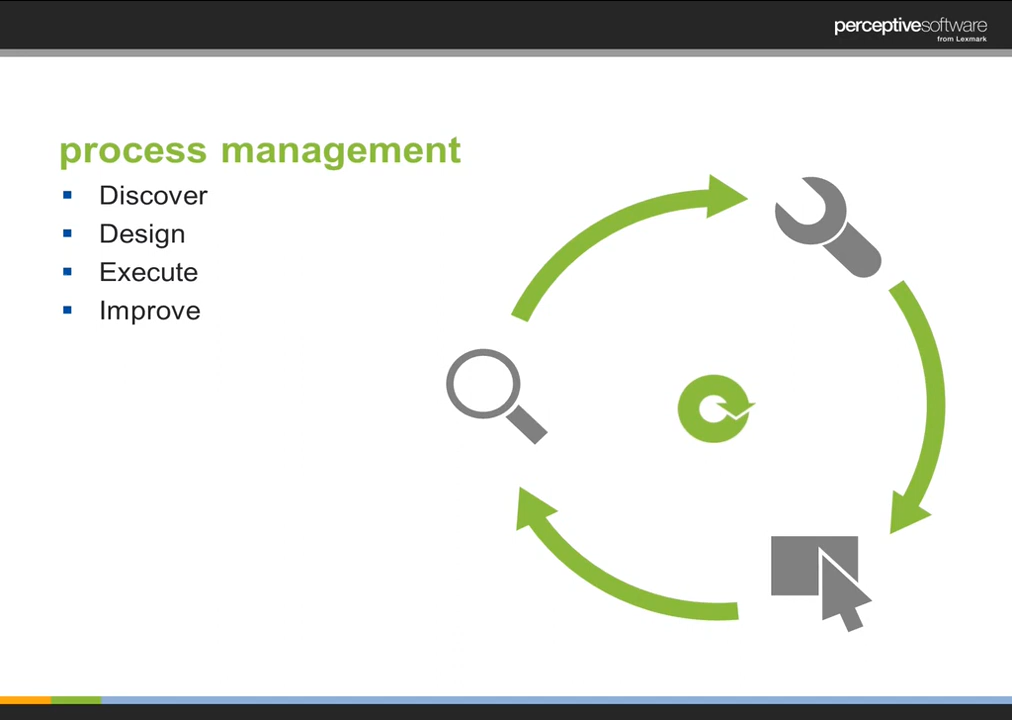 perceptivesoftware
from Lexmark
process management
Discover
Design
Execute
Improve